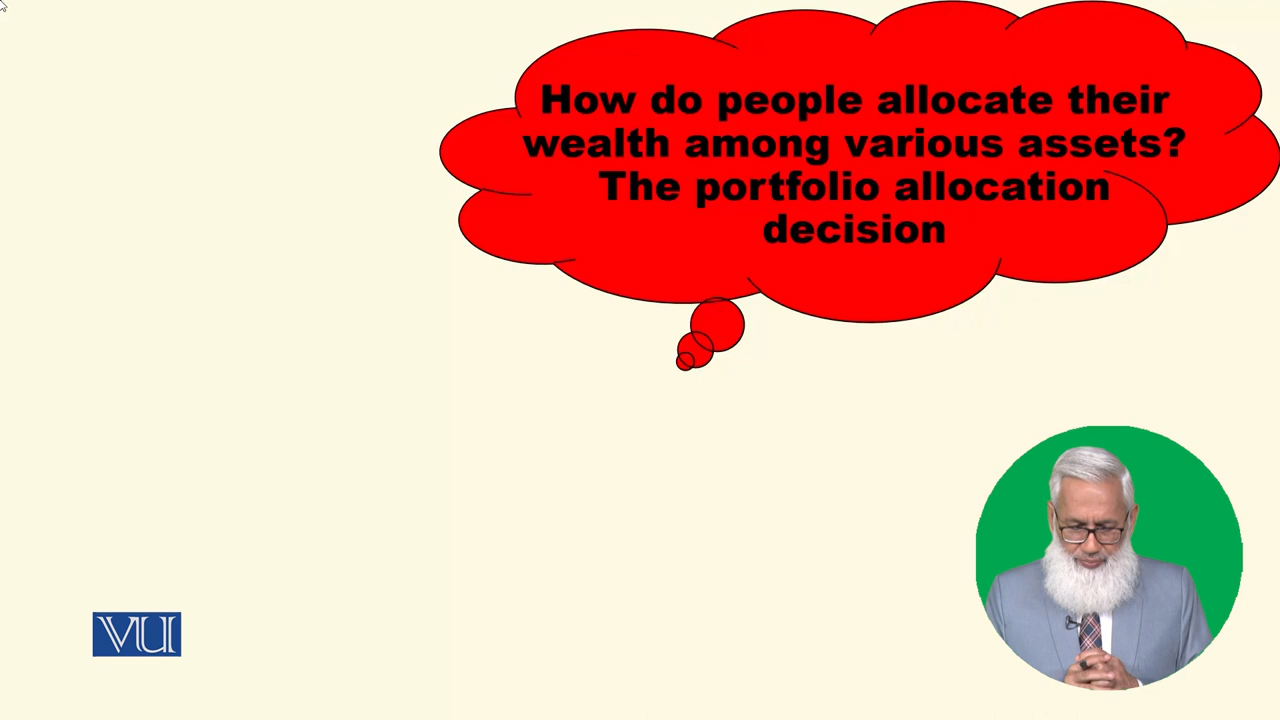 How do people allocate their
wealth among various assets?
The portfolio allocation
decision
VU